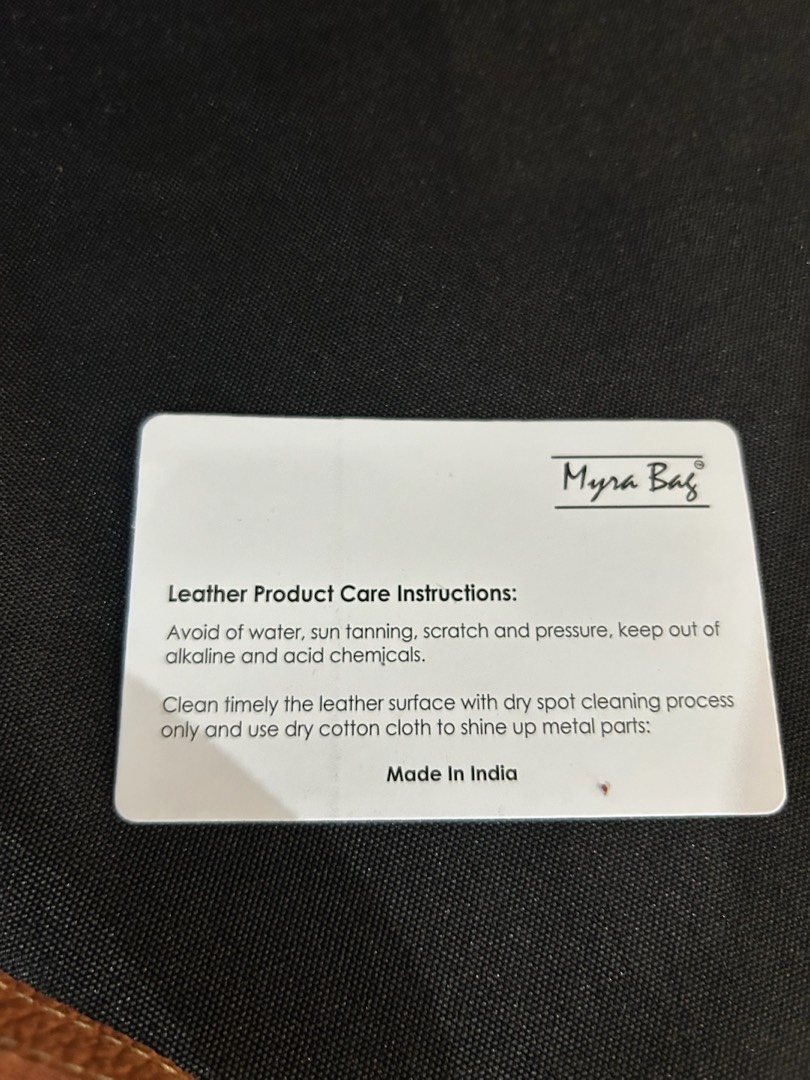 Myra Bag
Leather Product Care Instructions:
Avoid of water, sun tanning, scratch and pressure, keep out of
alkaline and acid chemicals.
Clean timely the leather surface with dry spot cleaning process
only and use dry cotton cloth to shine up metal parts:
Made In India